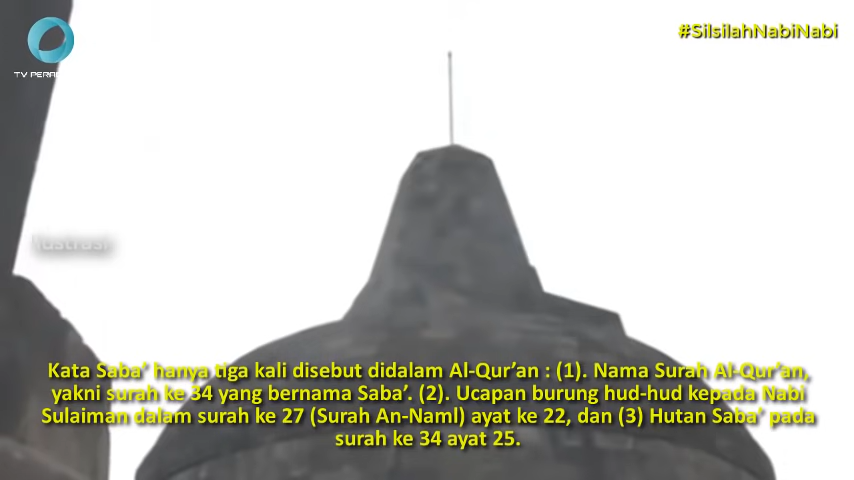 #SilsilahNabiNabi
Kata Saba' hanya tiga kali disebut didalam Al-Qur'an : (1). Nama Surah Al-Qur'an,
yakni surah ke 34 yang bernama Saba'. (2). Ucapan burung hud-hud kepada Nabi
Sulaiman dalam surah ke 27 (Surah An-Naml) ayat ke 22, dan (3) Hutan Saba' pada
surah ke 34 ayat 25.
TV